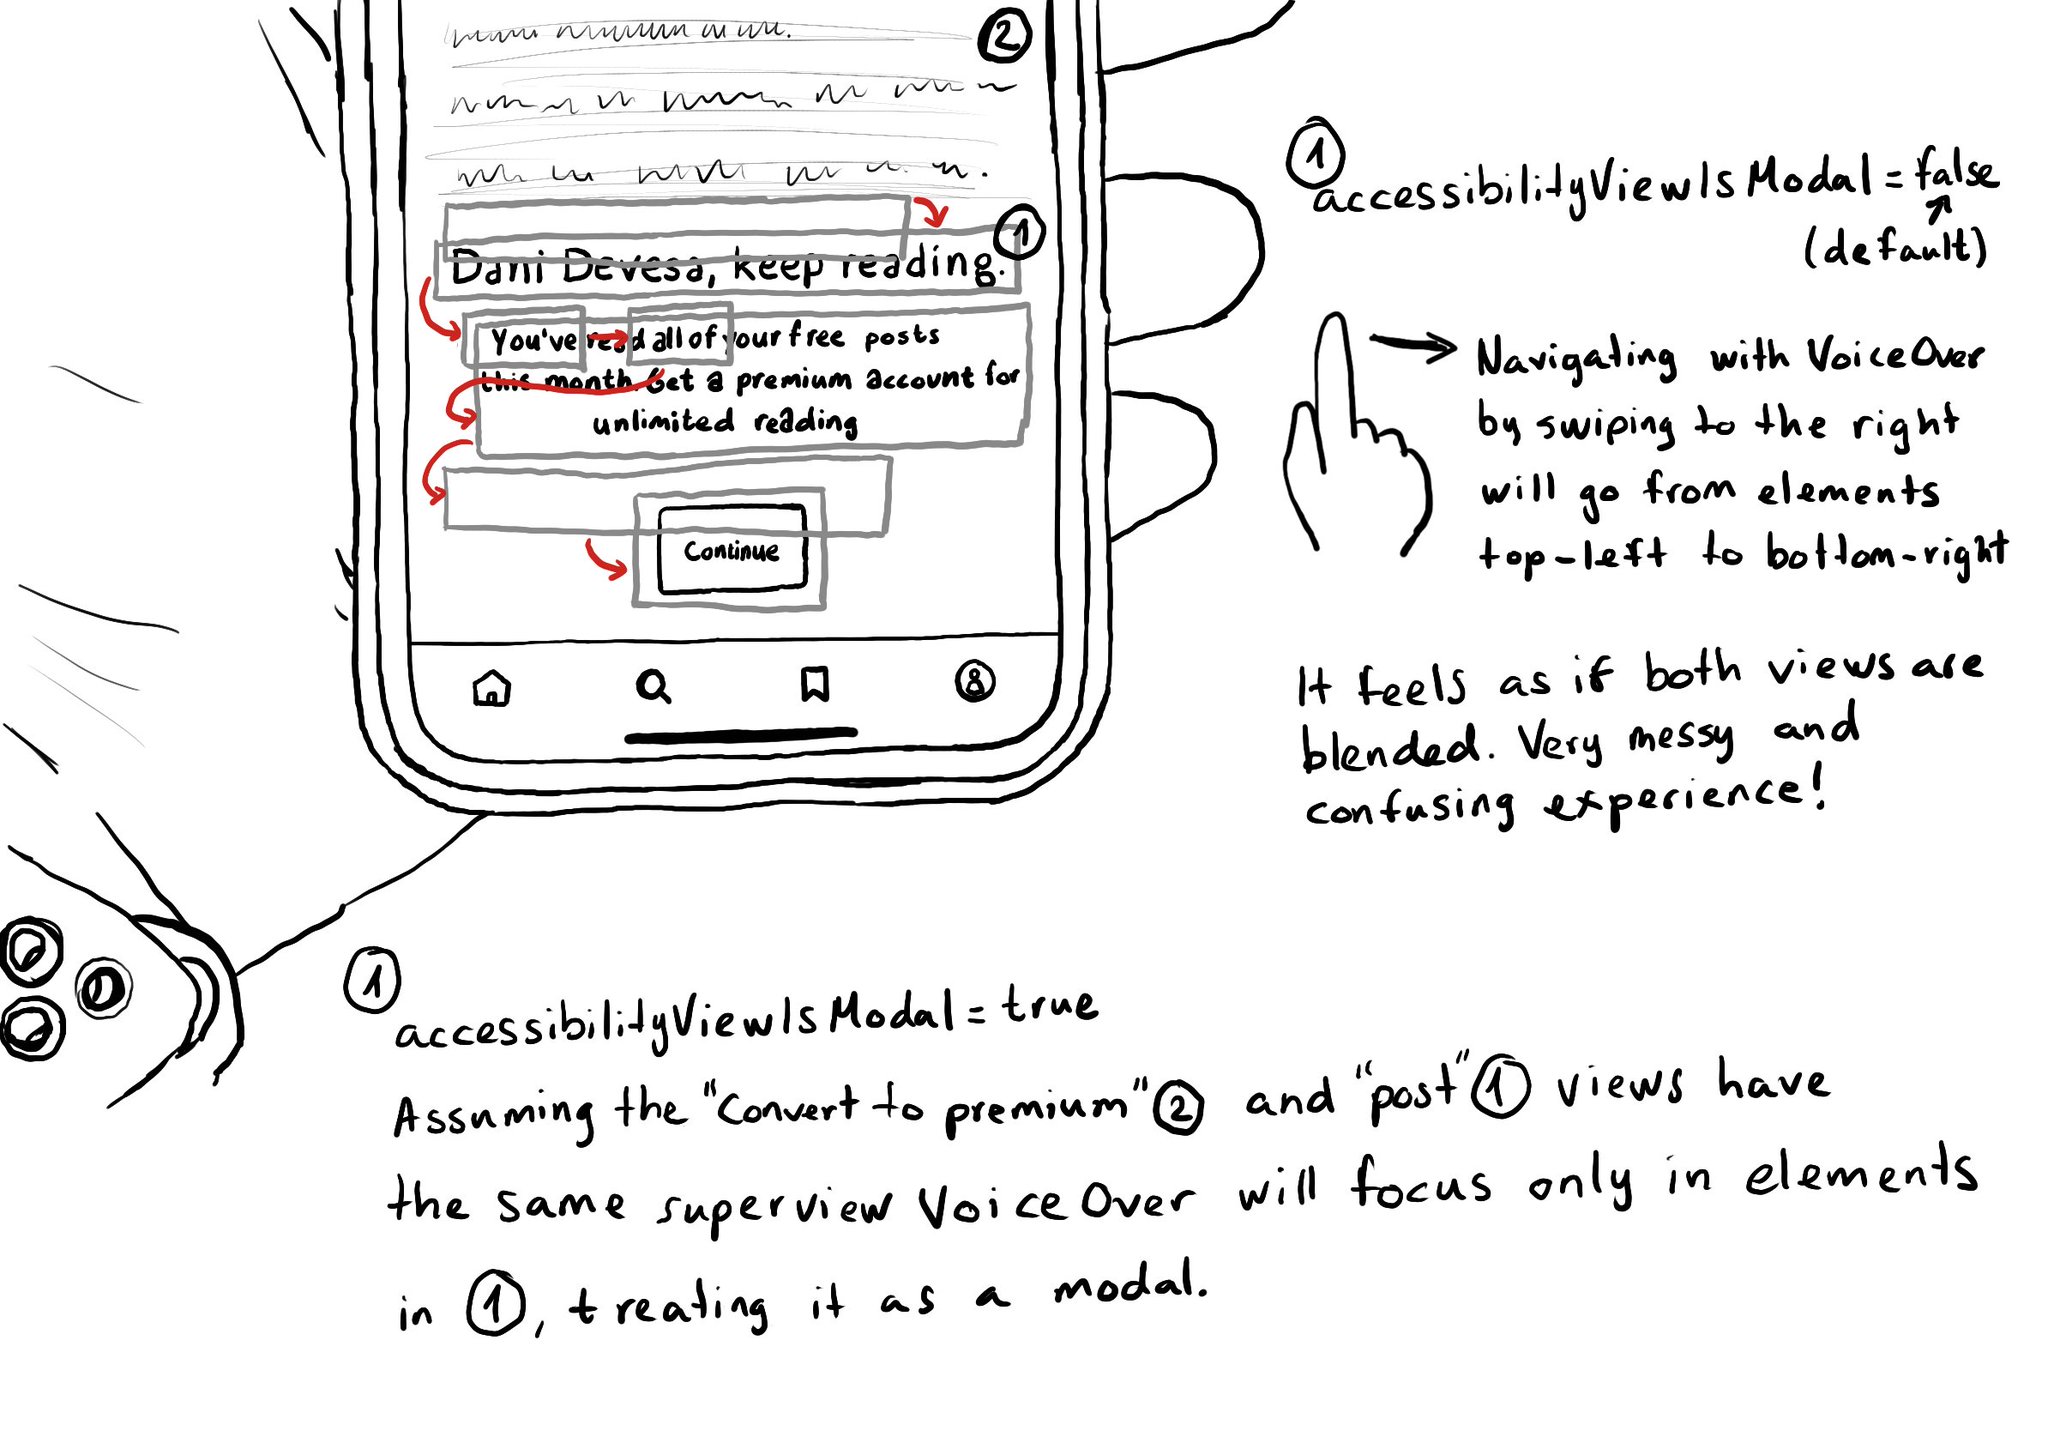 2
1
Dani Devesa, keep reading.
You've read all of your free posts
this month. Get a premium account for
unlimited reading
Continue
1
accessibilityViewIsModal = false
(default)
Navigating with VoiceOver
by swiping to the right
will go from elements
top-left to bottom-right
It feels as if both views are
blended. Very messy and
confusing experience!
1
accessibilityViewIsModal = true
Assuming the "Convert to premium" 2 and "post" 1 views have
the same superview VoiceOver will focus only in elements
in 1, treating it as a modal.